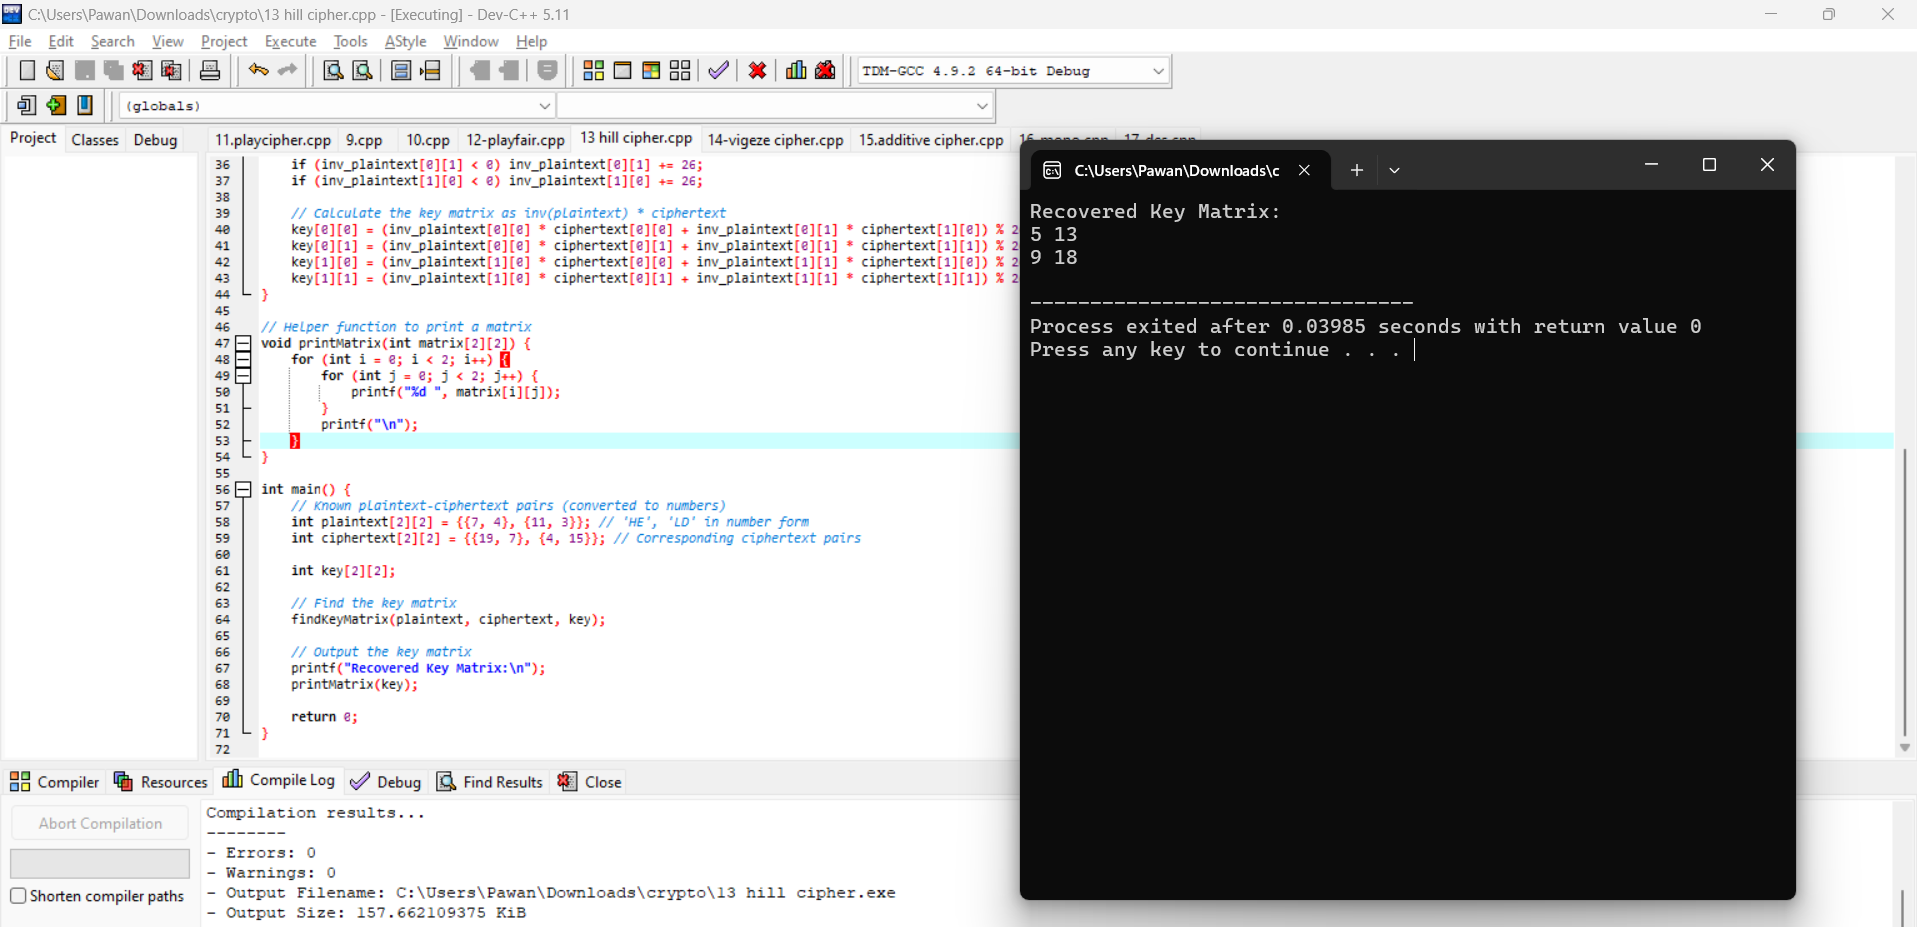 C:\Users\Pawan\Downloads\crypto\13 hill cipher.cpp - [Executing] - Dev-C++ 5.11
File Edit Search View Project Execute Tools AStyle Window Help
TDM-GCC 4.9.2 64-bit Debug
(globals)
Project Classes Debug
11.playcipher.cpp 9.cpp 10.cpp 12-playfair.cpp 13 hill cipher.cpp 14-vigeze cipher.cpp 15.additive cipher.cpp
36 if (inv_plaintext[0][1] < 0) inv_plaintext[0][1] += 26;
37 if (inv_plaintext[1][0] < 0) inv_plaintext[1][0] += 26;
38
39 // Calculate the key matrix as inv(plaintext) * ciphertext
40 key[0][0] = (inv_plaintext[0][0] * ciphertext[0][0] + inv_plaintext[0][1] * ciphertext[1][0]) % 2
41 key[0][1] = (inv_plaintext[0][0] * ciphertext[0][1] + inv_plaintext[0][1] * ciphertext[1][1]) % 2
42 key[1][0] = (inv_plaintext[1][0] * ciphertext[0][0] + inv_plaintext[1][1] * ciphertext[1][0]) % 2
43 key[1][1] = (inv_plaintext[1][0] * ciphertext[0][1] + inv_plaintext[1][1] * ciphertext[1][1]) % 2
44 }
45
46 // Helper function to print a matrix
47 void printMatrix(int matrix[2][2]) {
48 for (int i = 0; i < 2; i++) {
49 for (int j = 0; j < 2; j++) {
50 printf("%d ", matrix[i][j]);
51 }
52 printf("\n");
53 }
54 }
55
56 int main() {
57 // Known plaintext-ciphertext pairs (converted to numbers)
58 int plaintext[2][2] = {{7, 4}, {11, 3}}; // 'HE', 'LD' in number form
59 int ciphertext[2][2] = {{19, 7}, {4, 15}}; // Corresponding ciphertext pairs
60
61 int key[2][2];
62
63 // Find the key matrix
64 findKeyMatrix(plaintext, ciphertext, key);
65
66 // Output the key matrix
67 printf("Recovered Key Matrix:\n");
68 printMatrix(key);
69
70 return 0;
71 }
72
C:\Users\Pawan\Downloads\c
Recovered Key Matrix:
5 13
9 18
--------------------------------
Process exited after 0.03985 seconds with return value 0
Press any key to continue . . .
Compiler Resources Compile Log Debug Find Results Close
Abort Compilation
Shorten compiler paths
Compilation results...
--------
- Errors: 0
- Warnings: 0
- Output Filename: C:\Users\Pawan\Downloads\crypto\13 hill cipher.exe
- Output Size: 157.662109375 KiB